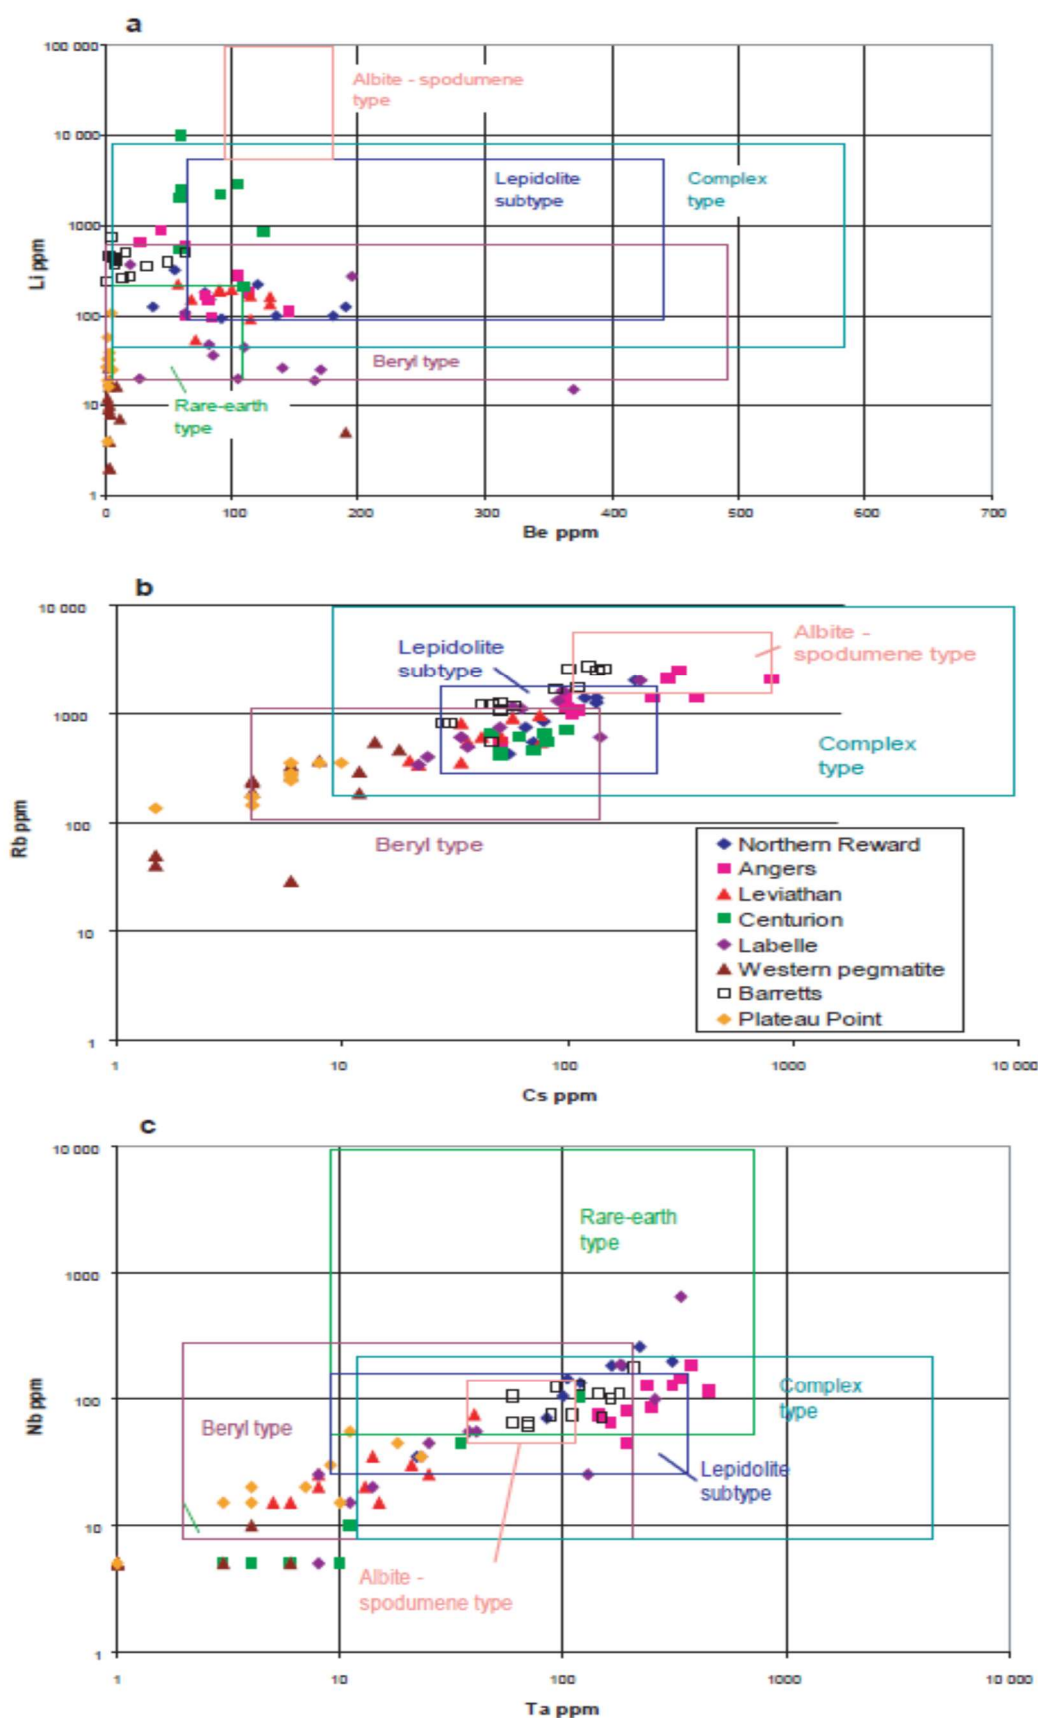 a
100 000
Albite - spodumene
type
10 000
Lepidolite
subtype
Complex
type
1000
Li ppm
100
Beryl type
10
Rare-earth
type
1
0
100
200
300
400
500
600
700
Be ppm
b
10 000
Lepidolite
subtype
Albite -
spodumene type
1000
Complex
type
Rb ppm
100
Beryl type
Northern Reward
Angers
Leviathan
Centurion
Labelle
Western pegmatite
Barretts
Plateau Point
10
1
1
10
100
1000
10 000
Cs ppm
c
10 000
Rare-earth
type
1000
Nb ppm
100
Complex
type
Beryl type
Lepidolite
subtype
10
Albite -
spodumene type
1
1
10
100
1000
10 000
Ta ppm